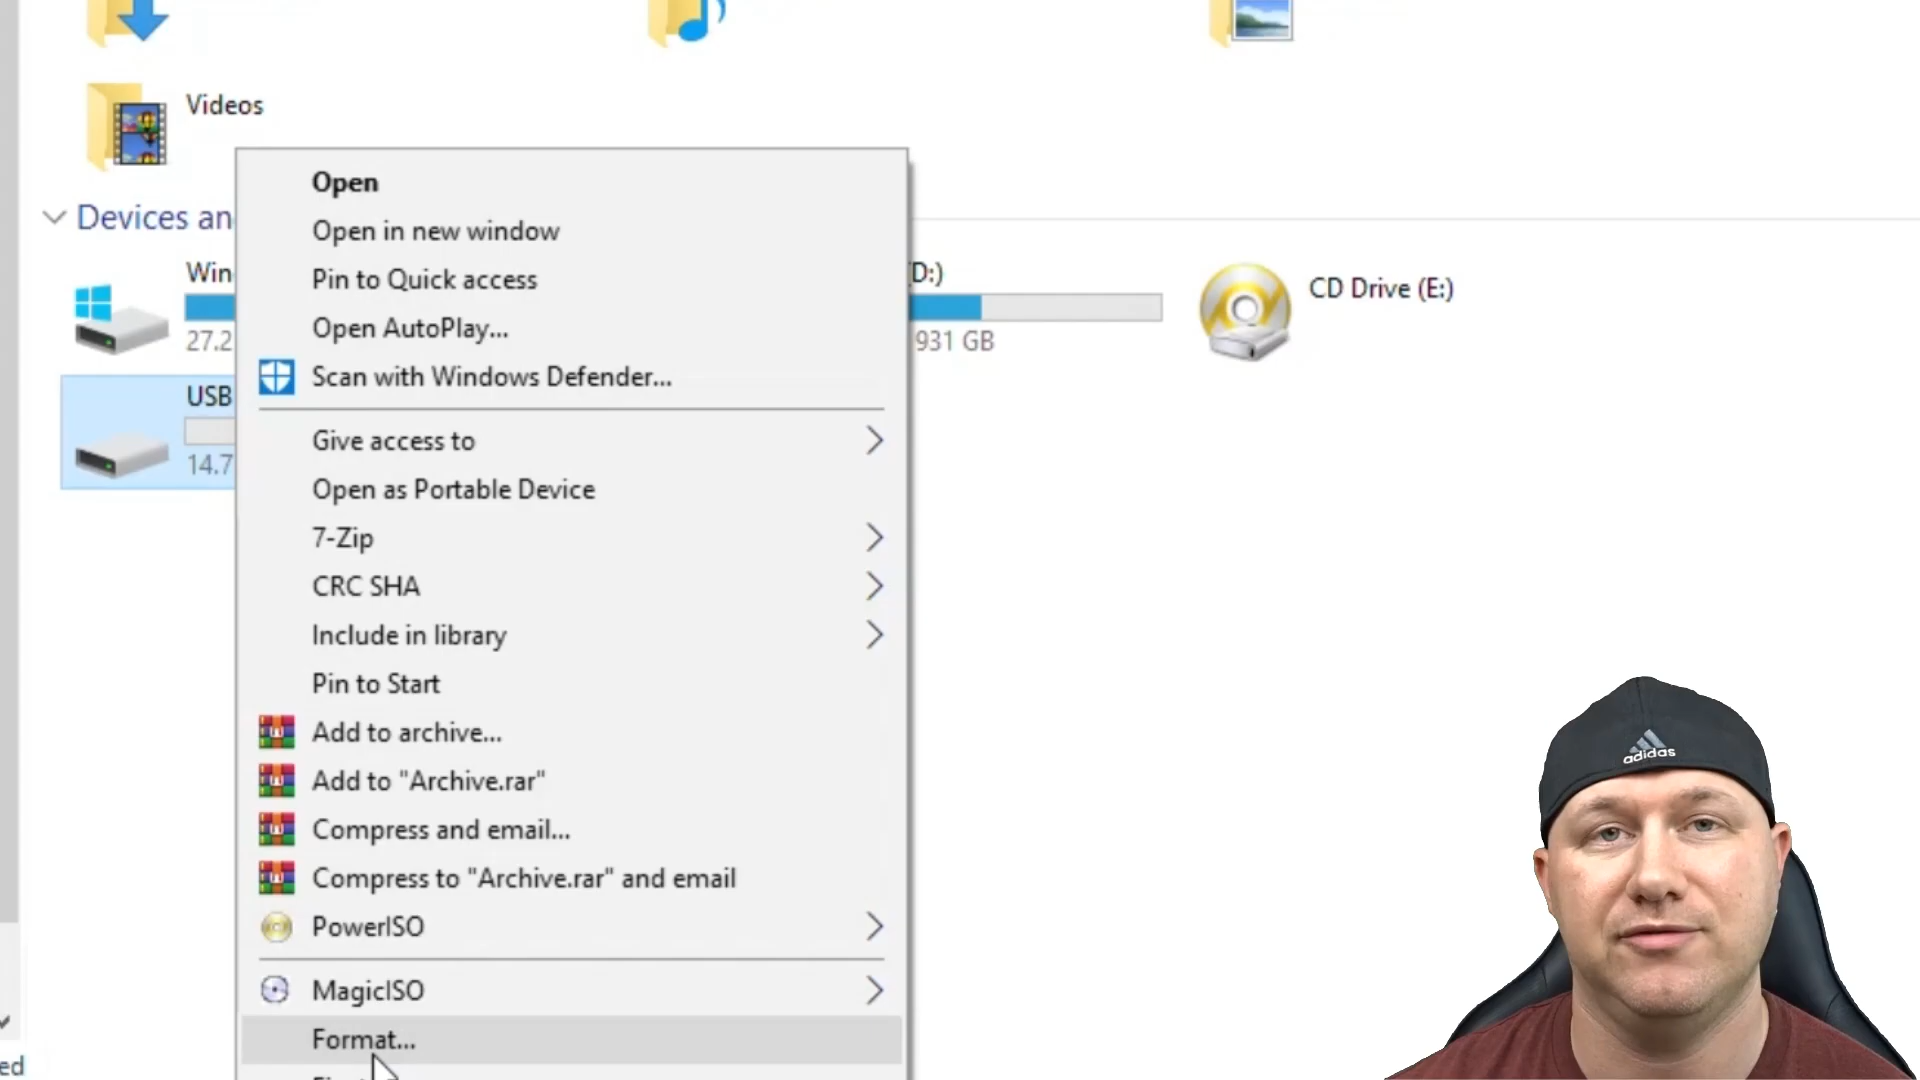 Videos
Open
Devices an
Open in new window
Win
Pin to Quick access
(D:)
CD Drive (E:)
27.2
Open AutoPlay...
931 GB
Scan with Windows Defender...
USB
Give access to
14.7
Open as Portable Device
7-Zip
CRC SHA
Include in library
Pin to Start
Add to archive...
Add to "Archive.rar"
adidas
Compress and email...
Compress to "Archive.rar" and email
PowerISO
MagicISO
Format...
ed